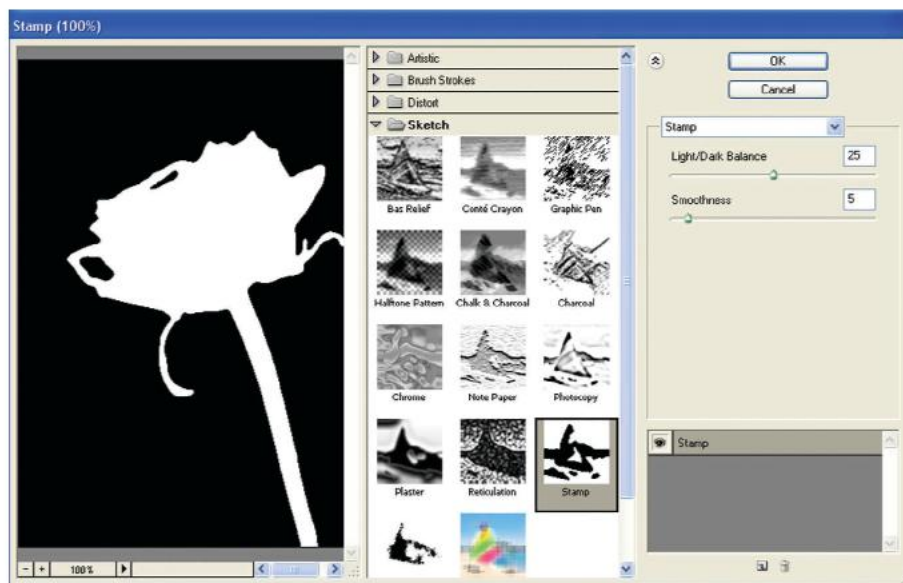 Stamp (100%)
100%
Artistic
Brush Strokes
Distort
Sketch
Bas Relief
Conté Crayon
Graphic Pen
Halftone Pattern
Chalk & Charcoal
Charcoal
Chrome
Note Paper
Photocopy
Plaster
Reticulation
Stamp
OK
Cancel
Stamp
Light/Dark Balance
25
Smoothness
5
Stamp